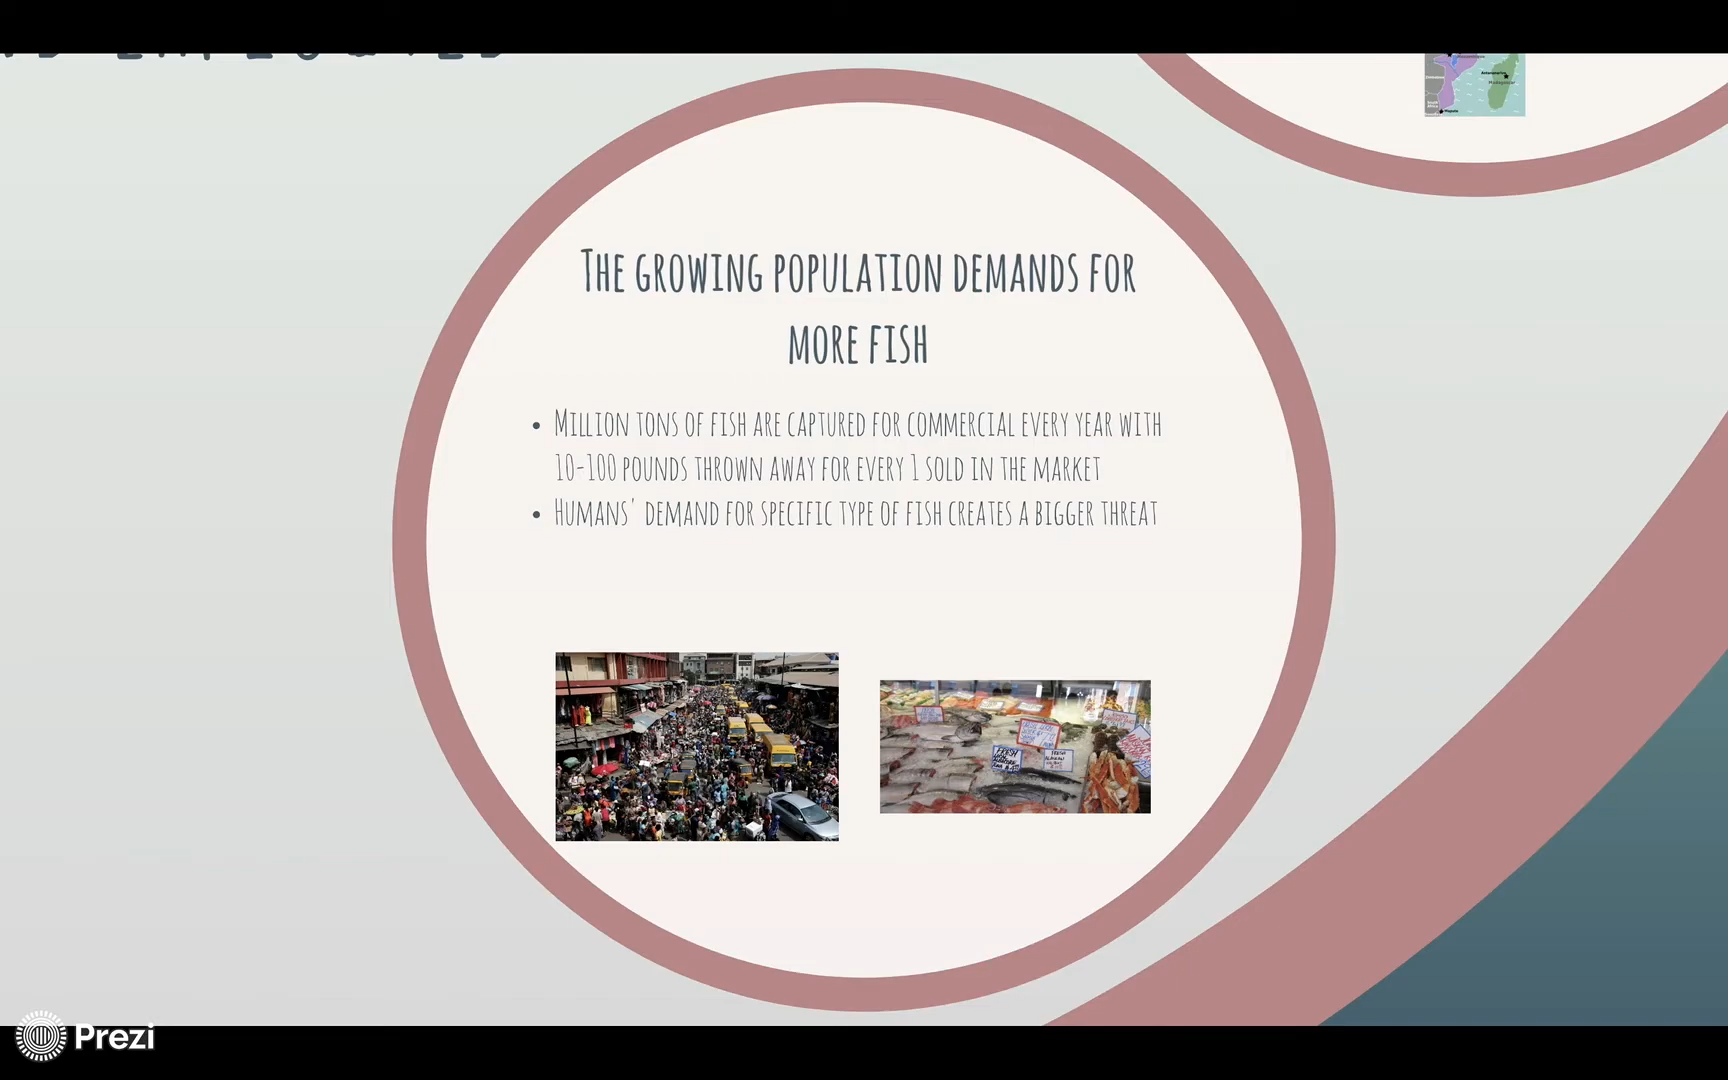 THE GROWING POPULATION DEMANDS FOR
MORE FISH
• MILLION TONS OF FISH ARE CAPTURED FOR COMMERCIAL EVERY YEAR WITH
10-100 POUNDS THROWN AWAY FOR EVERY 1 SOLD IN THE MARKET
• HUMANS' DEMAND FOR SPECIFIC TYPE OF FISH CREATES A BIGGER THREAT
FRESH
Prezi